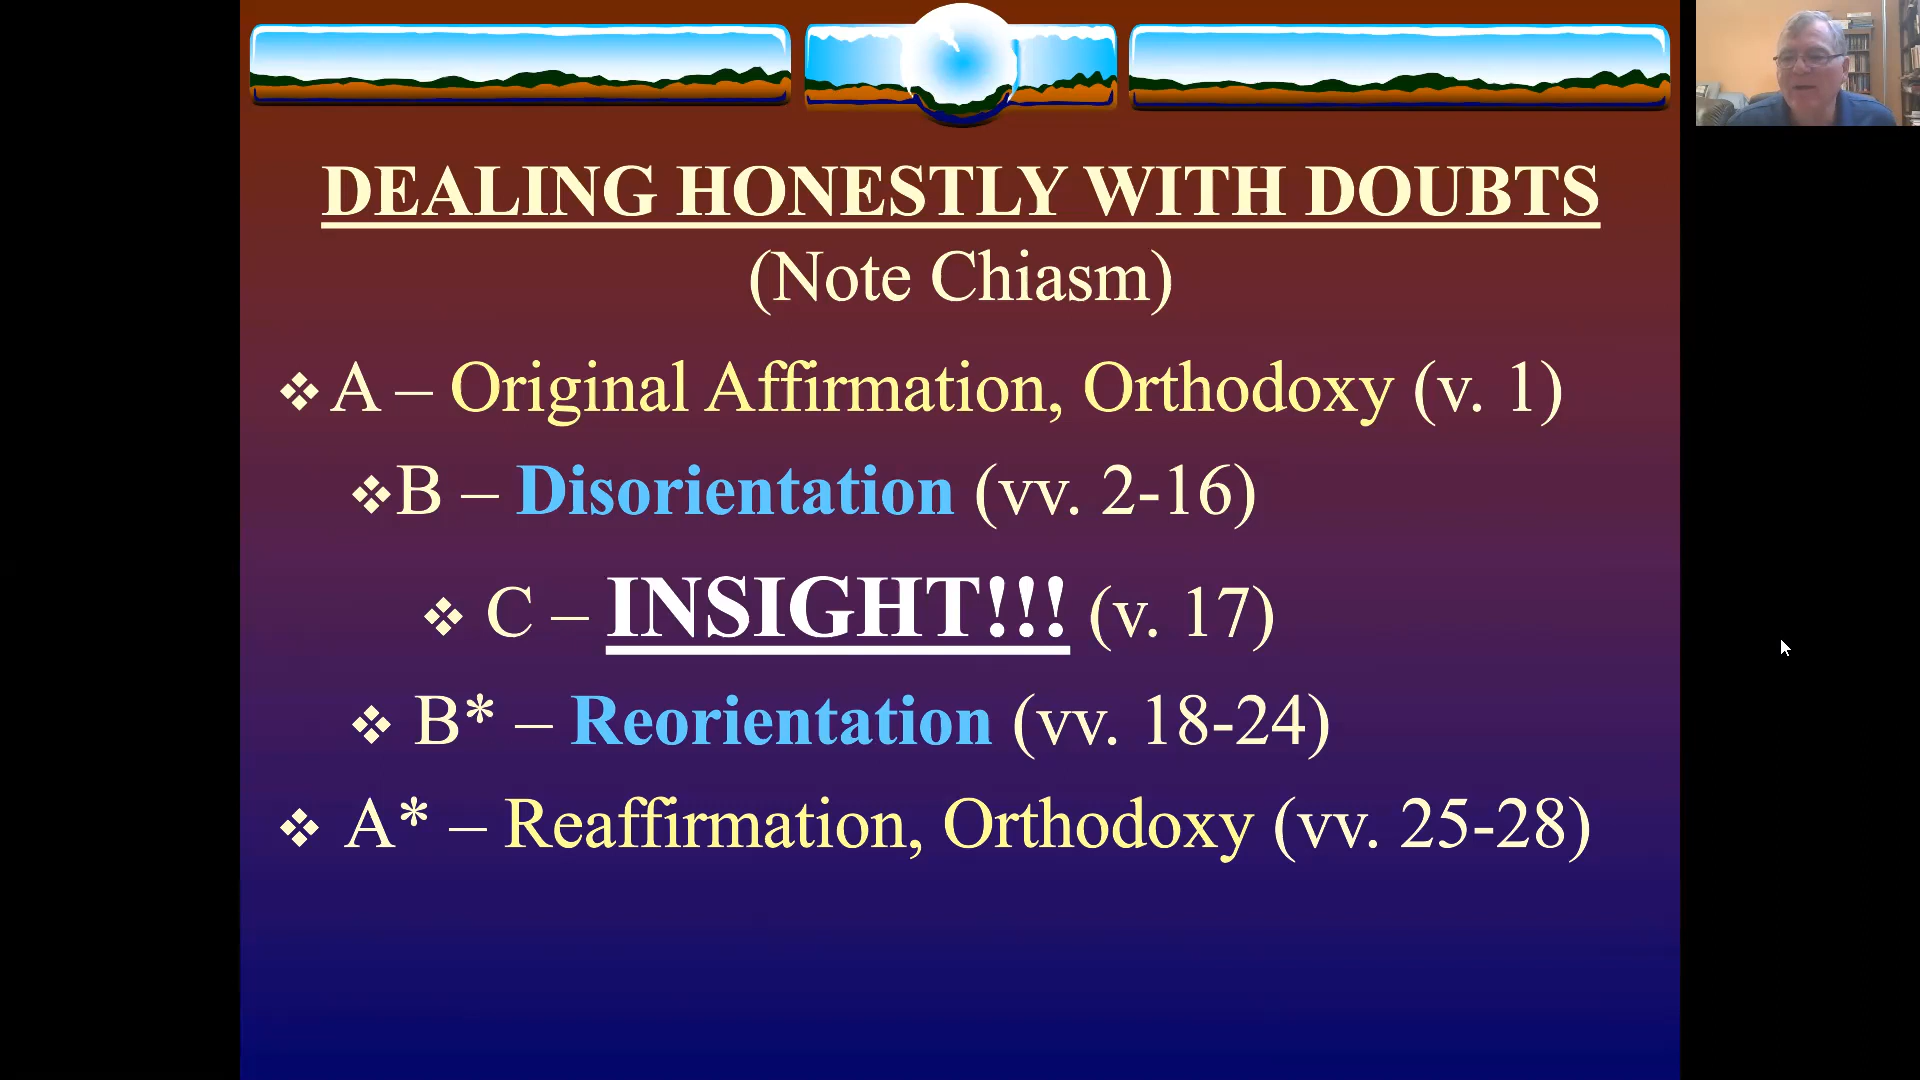 DEALING HONESTLY WITH DOUBTS
(Note Chiasm)
❖ A – Original Affirmation, Orthodoxy (v. 1)
❖ B – Disorientation (vv. 2-16)
❖ C – INSIGHT!!! (v. 17)
❖ B* – Reorientation (vv. 18-24)
❖ A* – Reaffirmation, Orthodoxy (vv. 25-28)